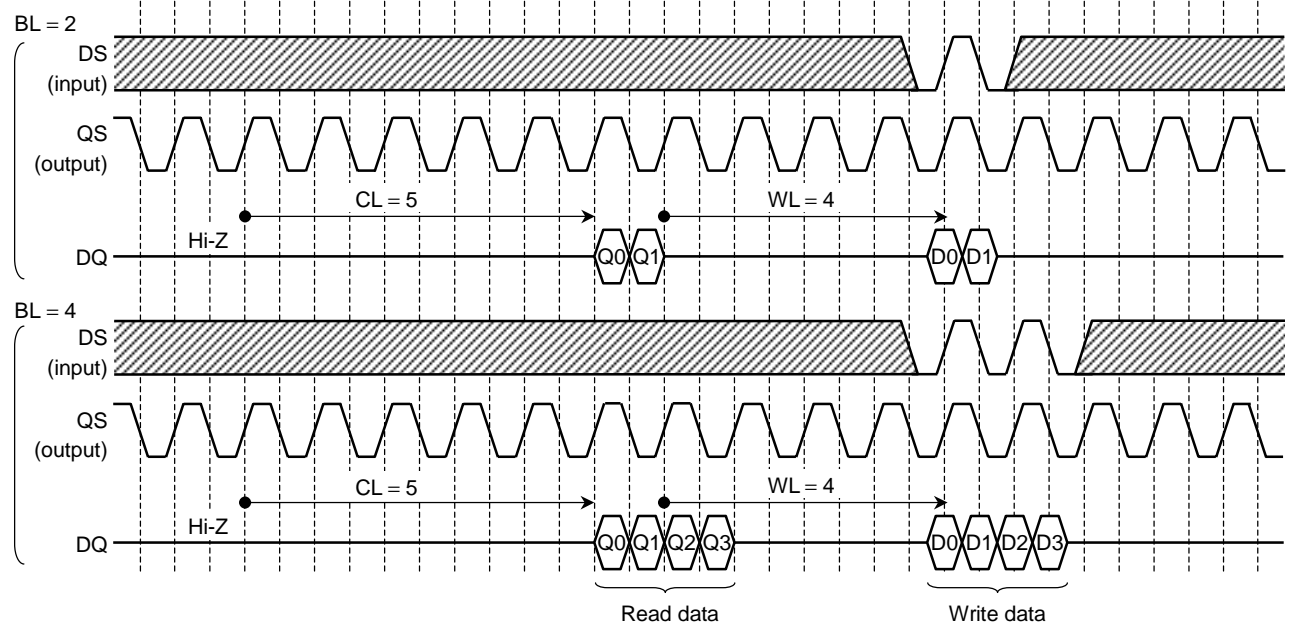 BL = 2
DS
(input)
QS
(output)
CL = 5 WL = 4
Hi-Z
DQ Q0 Q1 D0 D1
BL = 4
DS
(input)
QS
(output)
CL = 5 WL = 4
Hi-Z
DQ Q0 Q1 Q2 Q3 D0 D1 D2 D3
Read data Write data